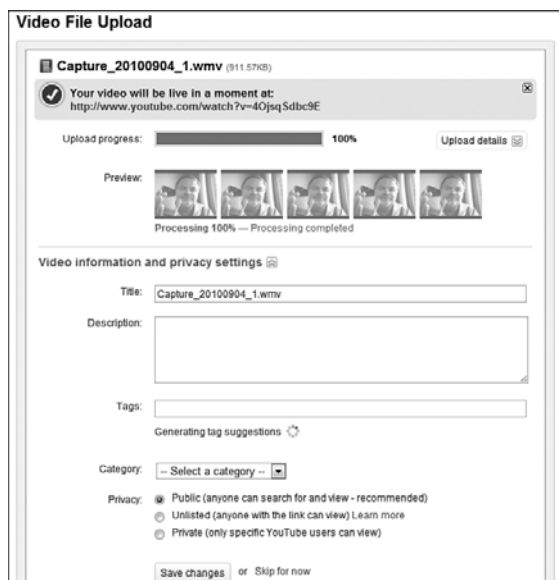 Video File Upload
Capture_20100904_1.wmv (911.57KB)
Your video will be live in a moment at:
http://www.youtube.com/watch?v=4OjsqSdbc9E
Upload progress: 100% Upload details
Preview:
Processing 100% — Processing completed
Video information and privacy settings
Title: Capture_20100904_1.wmv
Description:
Tags:
Generating tag suggestions
Category: -- Select a category --
Privacy: Public (anyone can search for and view - recommended)
Unlisted (anyone with the link can view) Learn more
Private (only specific YouTube users can view)
Save changes or Skip for now